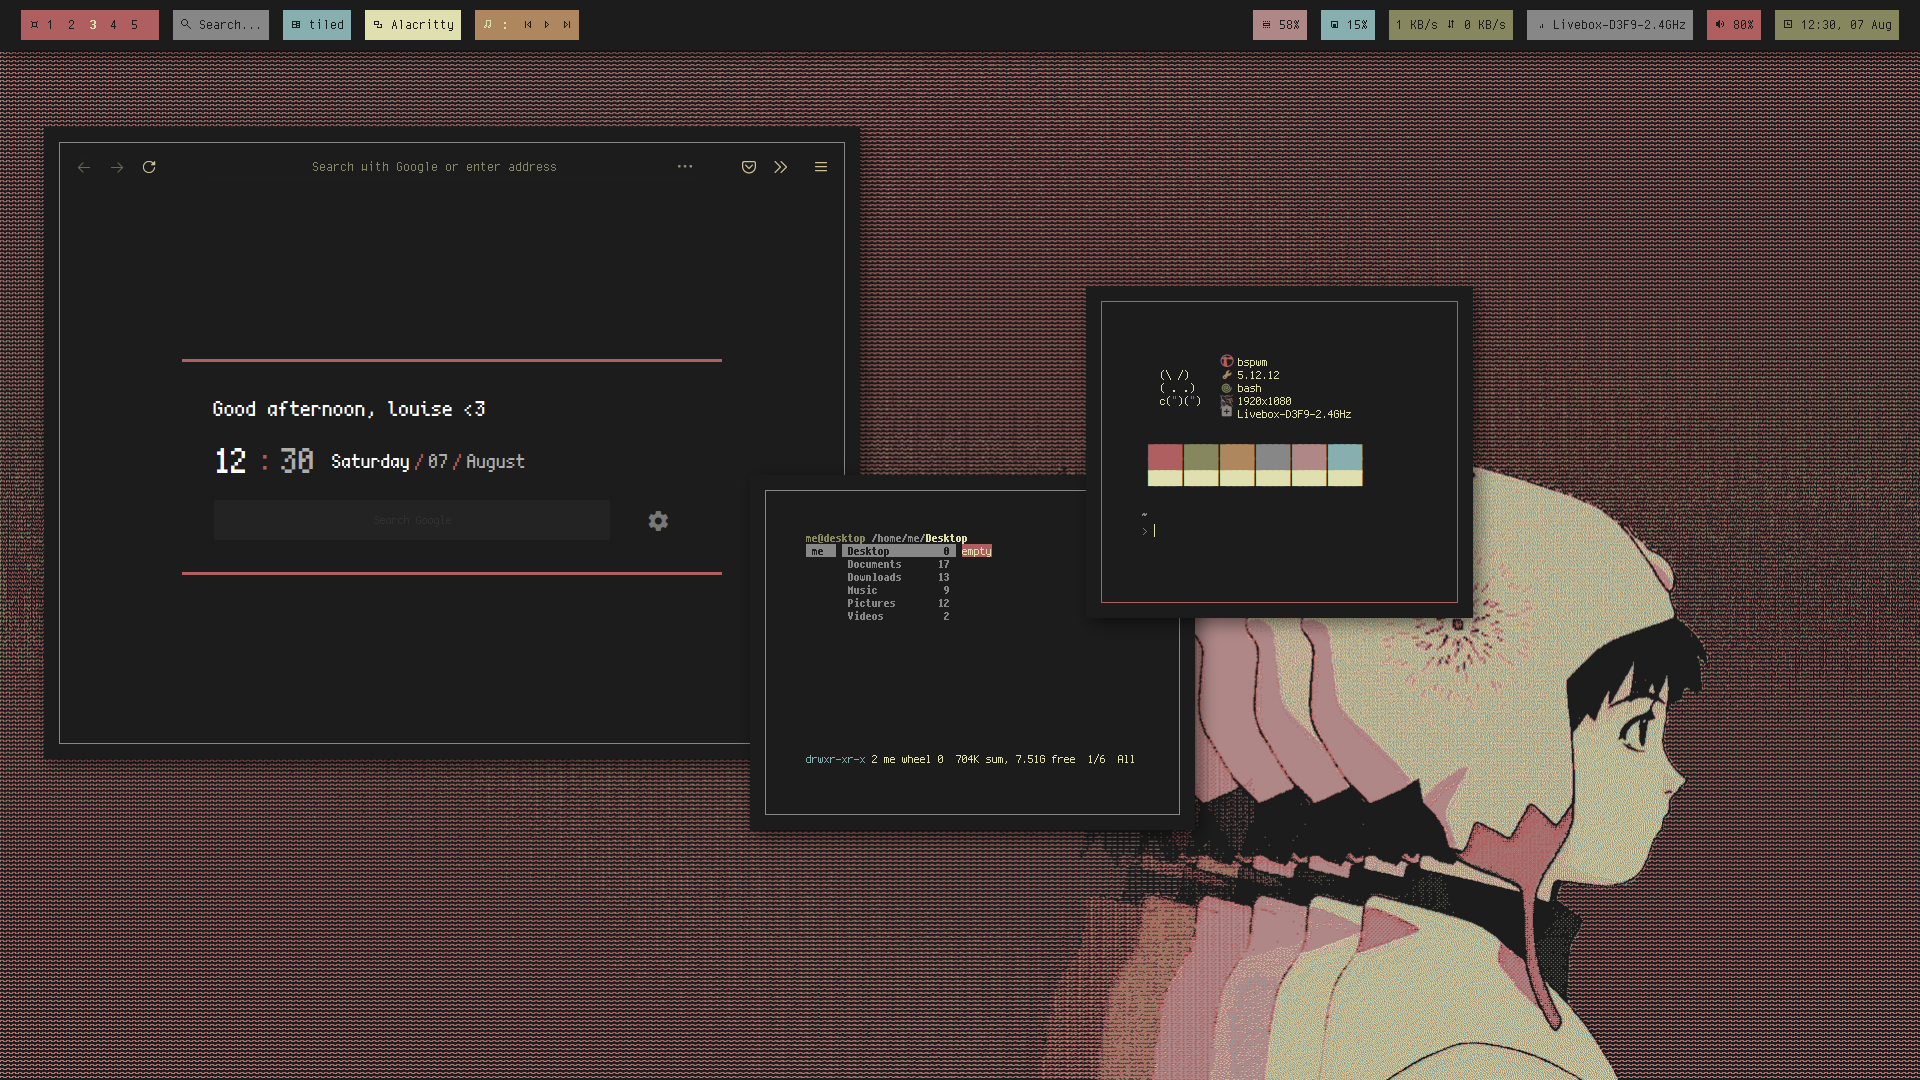 1 2 3 4 5 Search... tiled Alacritty : 58% 15% 1 KB/s 0 KB/s Livebox-D3F9-2.4GHz 80% 12:30, 07 Aug
Search with Google or enter address
Good afternoon, louise <3
12 : 30 Saturday / 07 / August
Search Google
me@desktop /home/me/Desktop
me Desktop 0 empty
Documents 17
Downloads 13
Music 9
Pictures 12
Videos 2
drwxr-xr-x 2 me wheel 0 704K sum, 7.51G free 1/6 All
bspwm
(\ /) 5.12.12
( . .) bash
c(")(") 1920x1080
Livebox-D3F9-2.4GHz
~
>